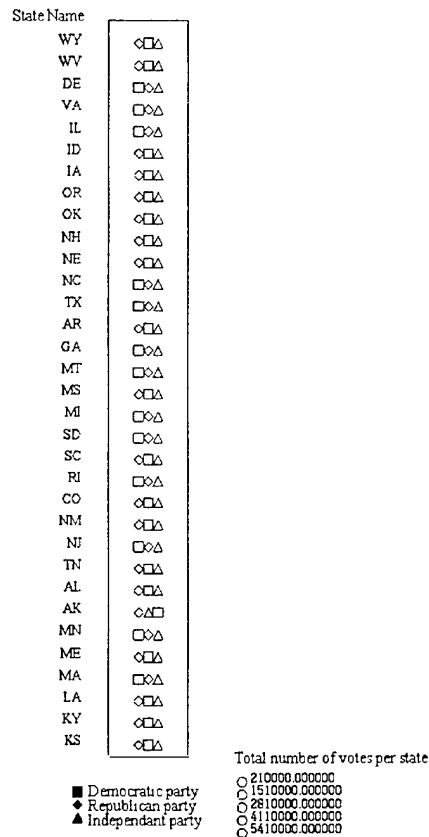 State Name
WY
WV
DE
VA
IL
ID
IA
OR
OK
NH
NE
NC
TX
AR
GA
MT
MS
MI
SD
SC
RI
CO
NM
NJ
TN
AL
AK
MN
ME
MA
LA
KY
KS
Democratic party
Republican party
Independant party
Total number of votes per state
210000.000000
1510000.000000
2810000.000000
4110000.000000
5410000.000000